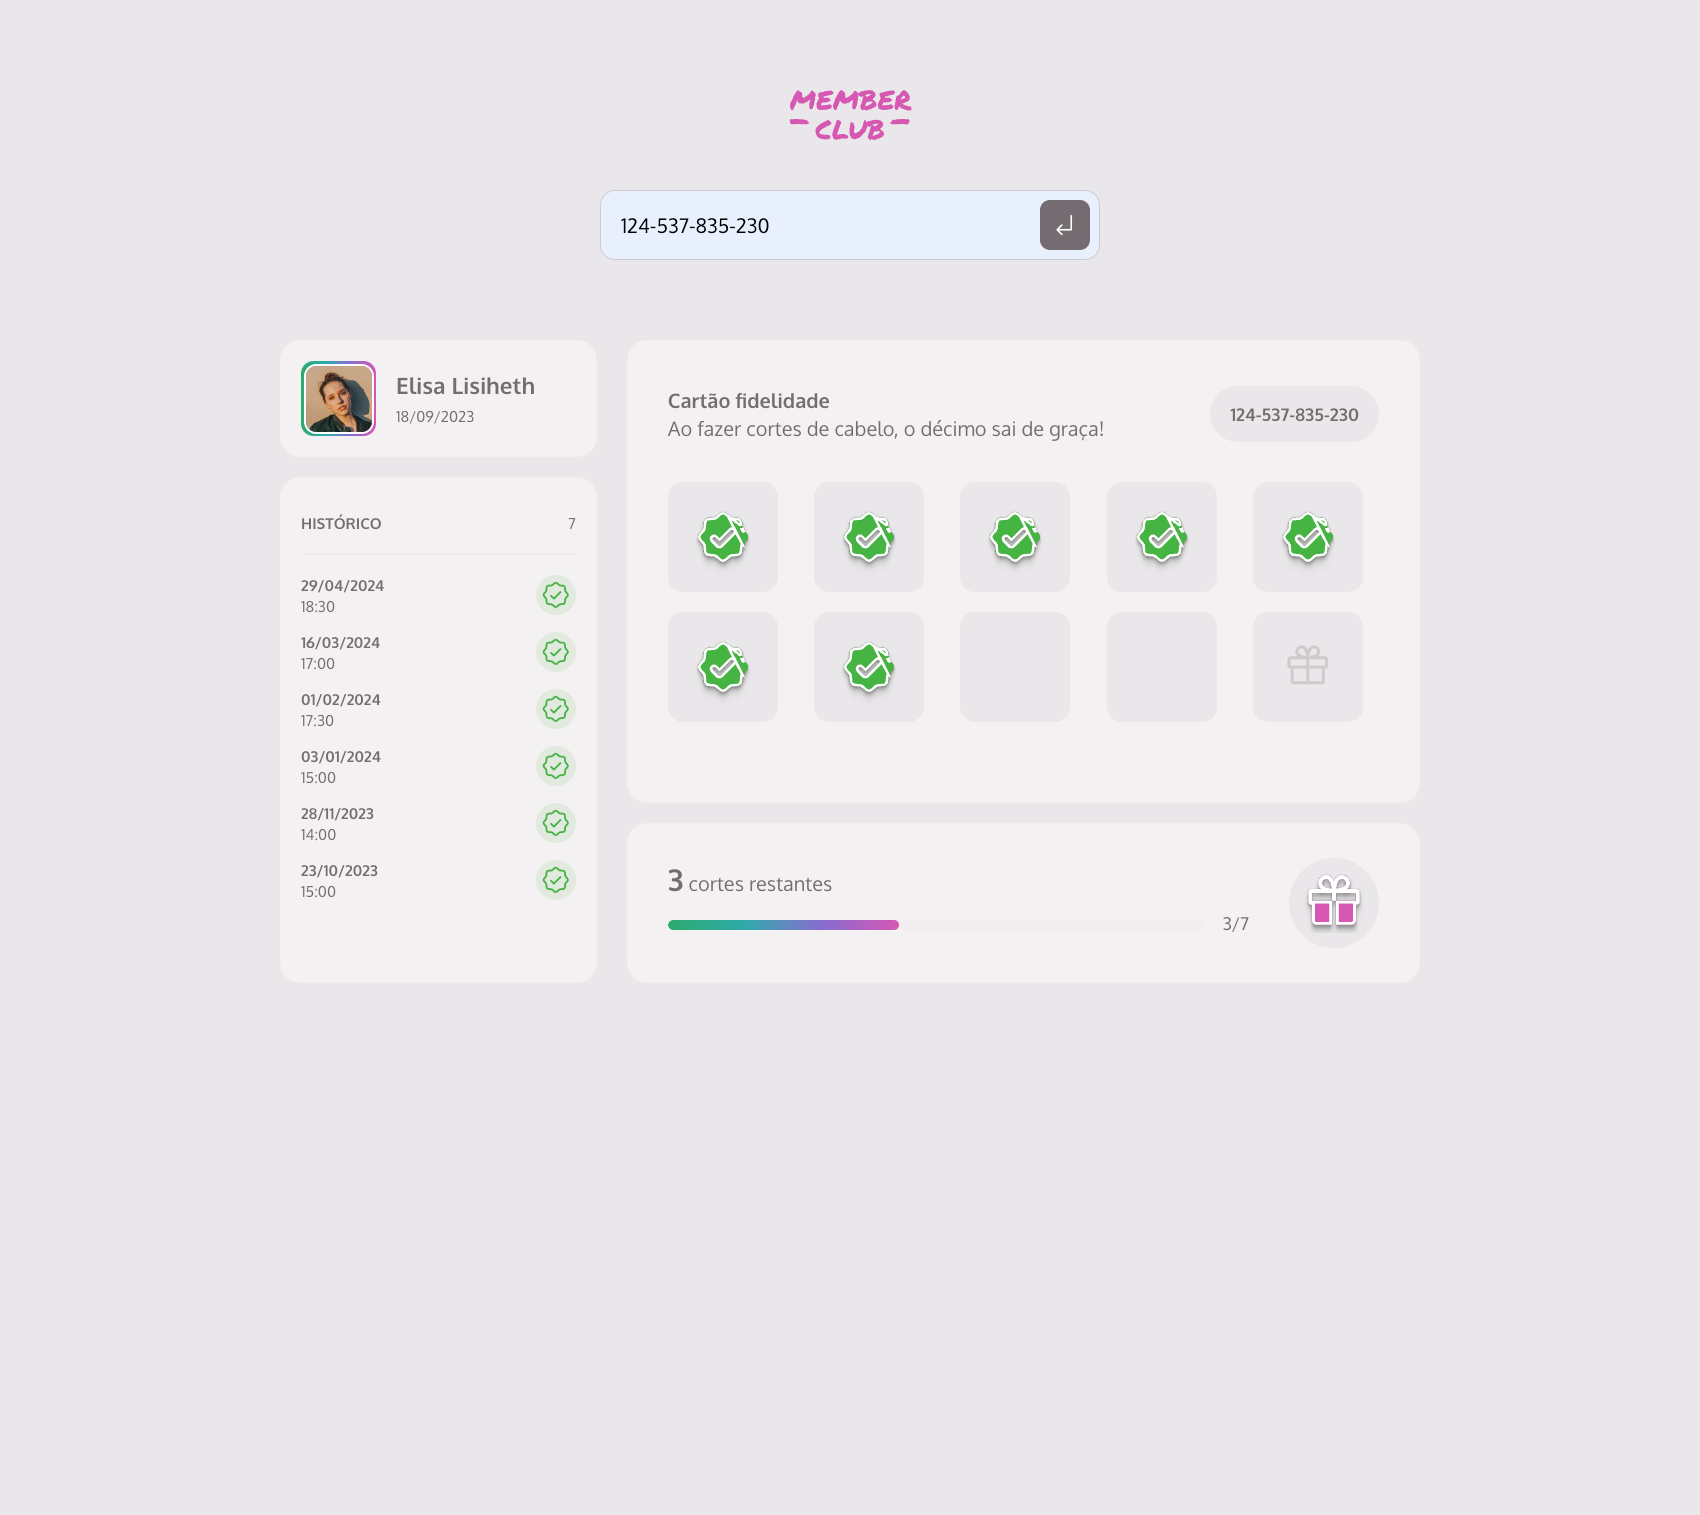 MEMBER
CLUB
124-537-835-230
Elisa Lisiheth
18/09/2023
HISTÓRICO 7
29/04/2024
18:30
16/03/2024
17:00
01/02/2024
17:30
03/01/2024
15:00
28/11/2023
14:00
23/10/2023
15:00
Cartão fidelidade
Ao fazer cortes de cabelo, o décimo sai de graça!
124-537-835-230
3 cortes restantes
3/7